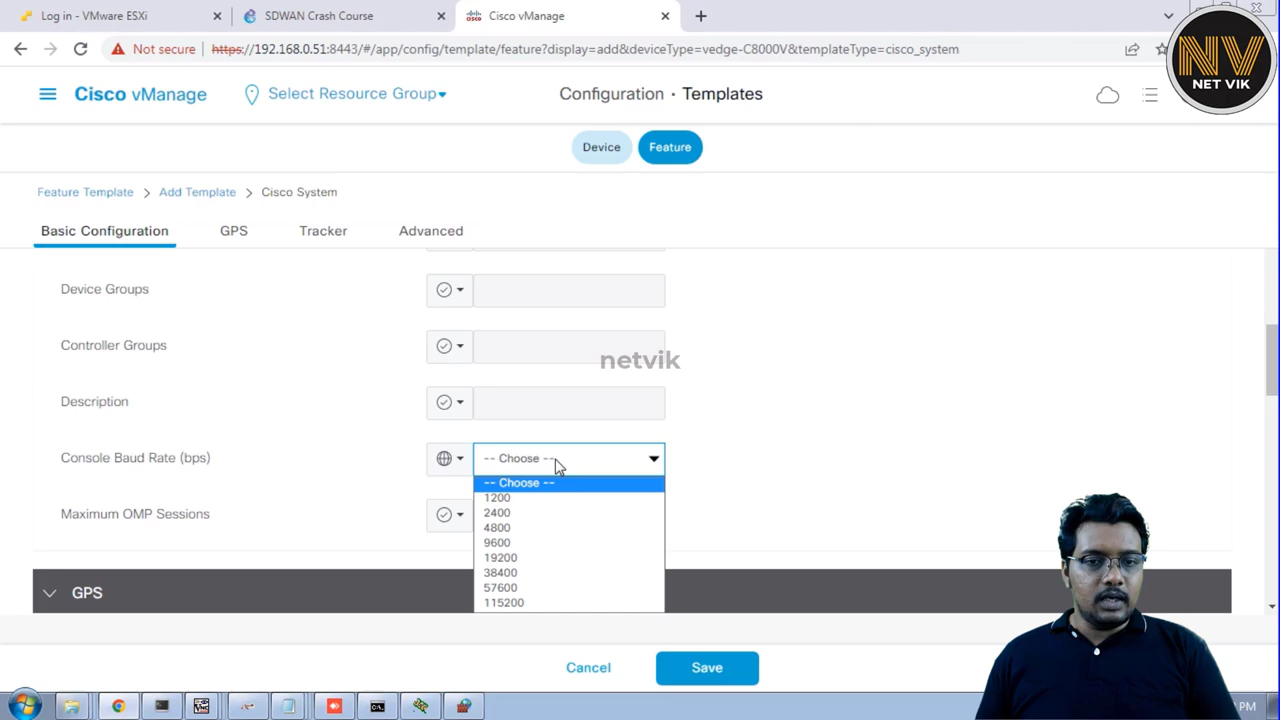 Log in - VMware ESXi
SDWAN Crash Course
Cisco vManage
Not secure https://192.168.0.51:8443/#/app/config/template/feature?display=add&deviceType=vedge-C8000V&templateType=cisco_system
NV
NET VIK
Cisco vManage
Select Resource Group
Configuration · Templates
Device
Feature
Feature Template > Add Template > Cisco System
Basic Configuration
GPS
Tracker
Advanced
Device Groups
Controller Groups
netvik
Description
Console Baud Rate (bps)
-- Choose --
-- Choose --
1200
2400
4800
9600
19200
38400
57600
115200
Maximum OMP Sessions
GPS
Cancel
Save
PM